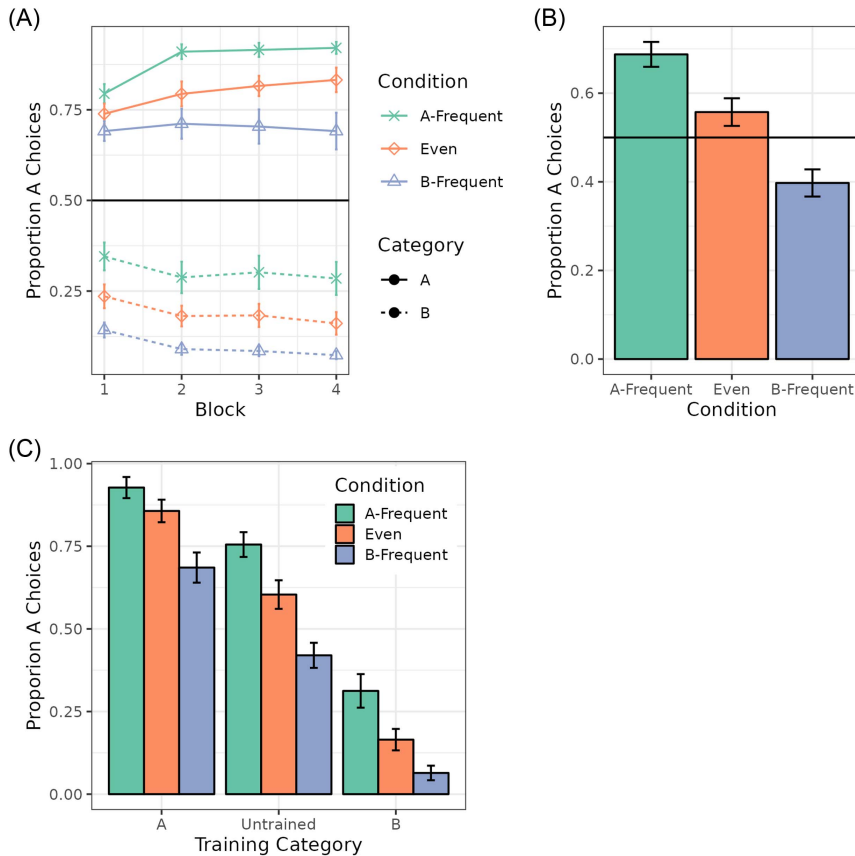 (A)
Proportion A Choices
0.75
0.50
0.25
1 2 3 4
Block
Condition
A-Frequent
Even
B-Frequent
Category
A
B
(B)
Proportion A Choices
0.6
0.4
0.2
0.0
A-Frequent Even B-Frequent
Condition
(C)
Proporion A Choices
1.00
0.75
0.50
0.25
0.00
Condition
A-Frequent
Even
B-Frequent
A Untrained B
Training Category